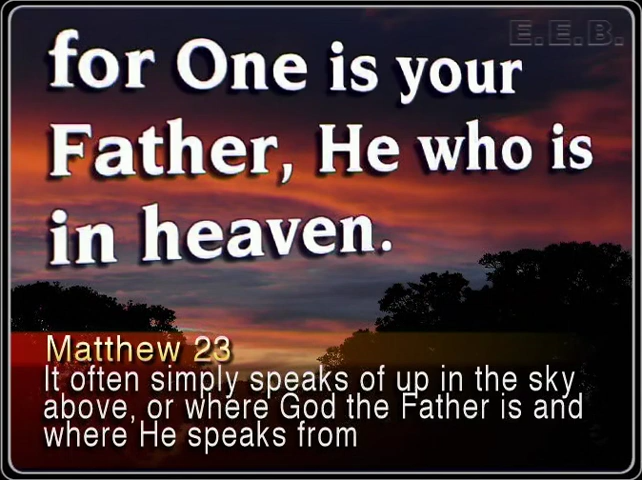 E.E.B.
for One is your
Father, He who is
in heaven.
Matthew 23
It often simply speaks of up in the sky
above, or where God the Father is and
where He speaks from